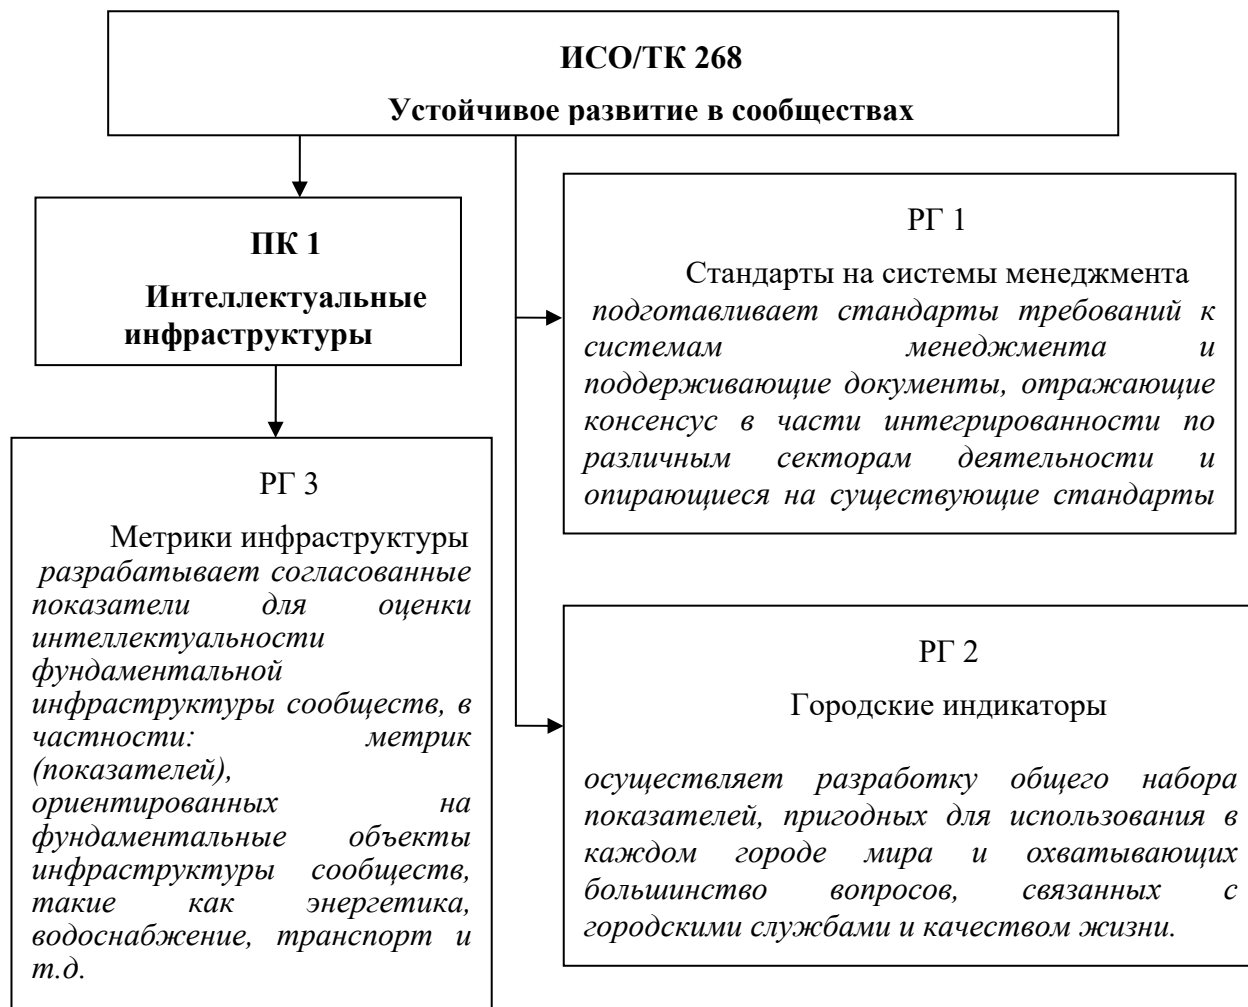 ИСО/ТК 268
Устойчивое развитие в сообществах
ПК 1
Интеллектуальные
инфраструктуры
РГ 1
Стандарты на системы менеджмента
подготавливает стандарты требований к
системам менеджмента и
поддерживающие документы, отражающие
консенсус в части интегрированности по
различным секторам деятельности и
опирающиеся на существующие стандарты
РГ 3
Метрики инфраструктуры
разрабатывает согласованные
показатели для оценки
интеллектуальности
фундаментальной
инфраструктуры сообществ, в
частности: метрик
(показателей),
ориентированных на
фундаментальные объекты
инфраструктуры сообществ,
такие как энергетика,
водоснабжение, транспорт и
т.д.
РГ 2
Городские индикаторы
осуществляет разработку общего набора
показателей, пригодных для использования в
каждом городе мира и охватывающих
большинство вопросов, связанных с
городскими службами и качеством жизни.